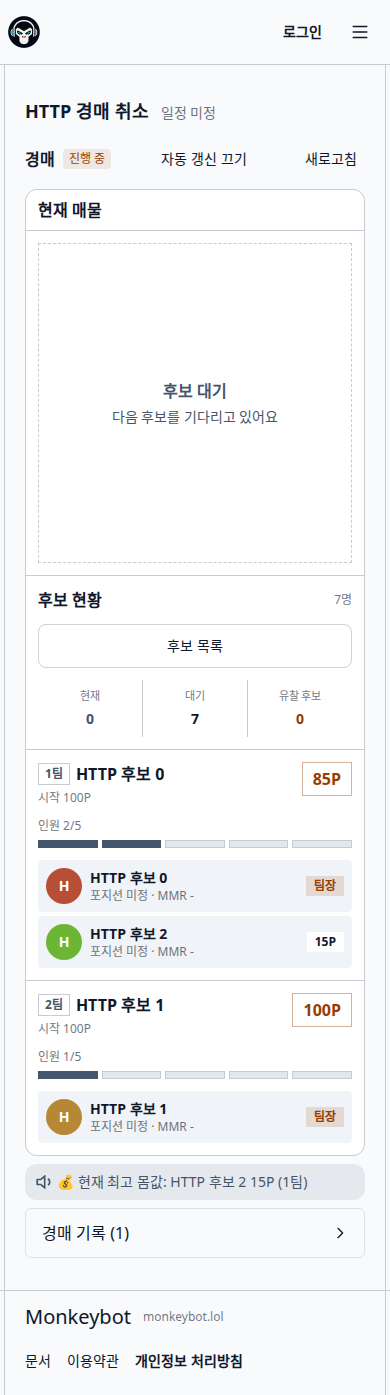 로그인
HTTP 경매 취소 일정 미정
경매 진행 중 자동 갱신 끄기 새로고침
현재 매물
후보 대기
다음 후보를 기다리고 있어요
후보 현황 7명
후보 목록
현재 대기 유찰 후보
0 7 0
1팀 HTTP 후보 0 85P
시작 100P
인원 2/5
H HTTP 후보 0 팀장
포지션 미정 · MMR -
H HTTP 후보 2 15P
포지션 미정 · MMR -
2팀 HTTP 후보 1 100P
시작 100P
인원 1/5
H HTTP 후보 1 팀장
포지션 미정 · MMR -
💰 현재 최고 몸값: HTTP 후보 2 15P (1팀)
경매 기록 (1)
Monkeybot monkeybot.lol
문서 이용약관 개인정보 처리방침